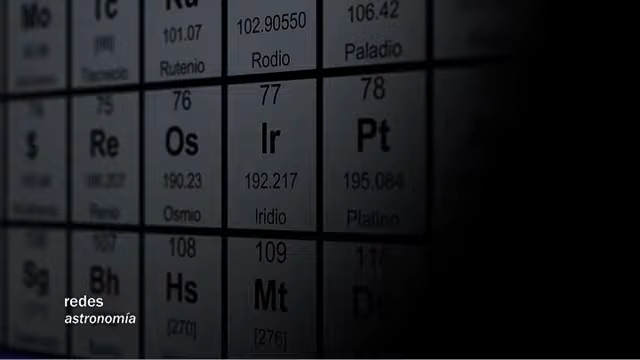 Mo Tc Ru
101.07 102.90550 106.42
Rutenio Rodio Paladio
75 76 77 78
Re Os Ir Pt
190.23 192.217 195.084
Renio Osmio Iridio Platino
107 108 109
Sg Bh Hs Mt
[270] [276]
redes
astronomía